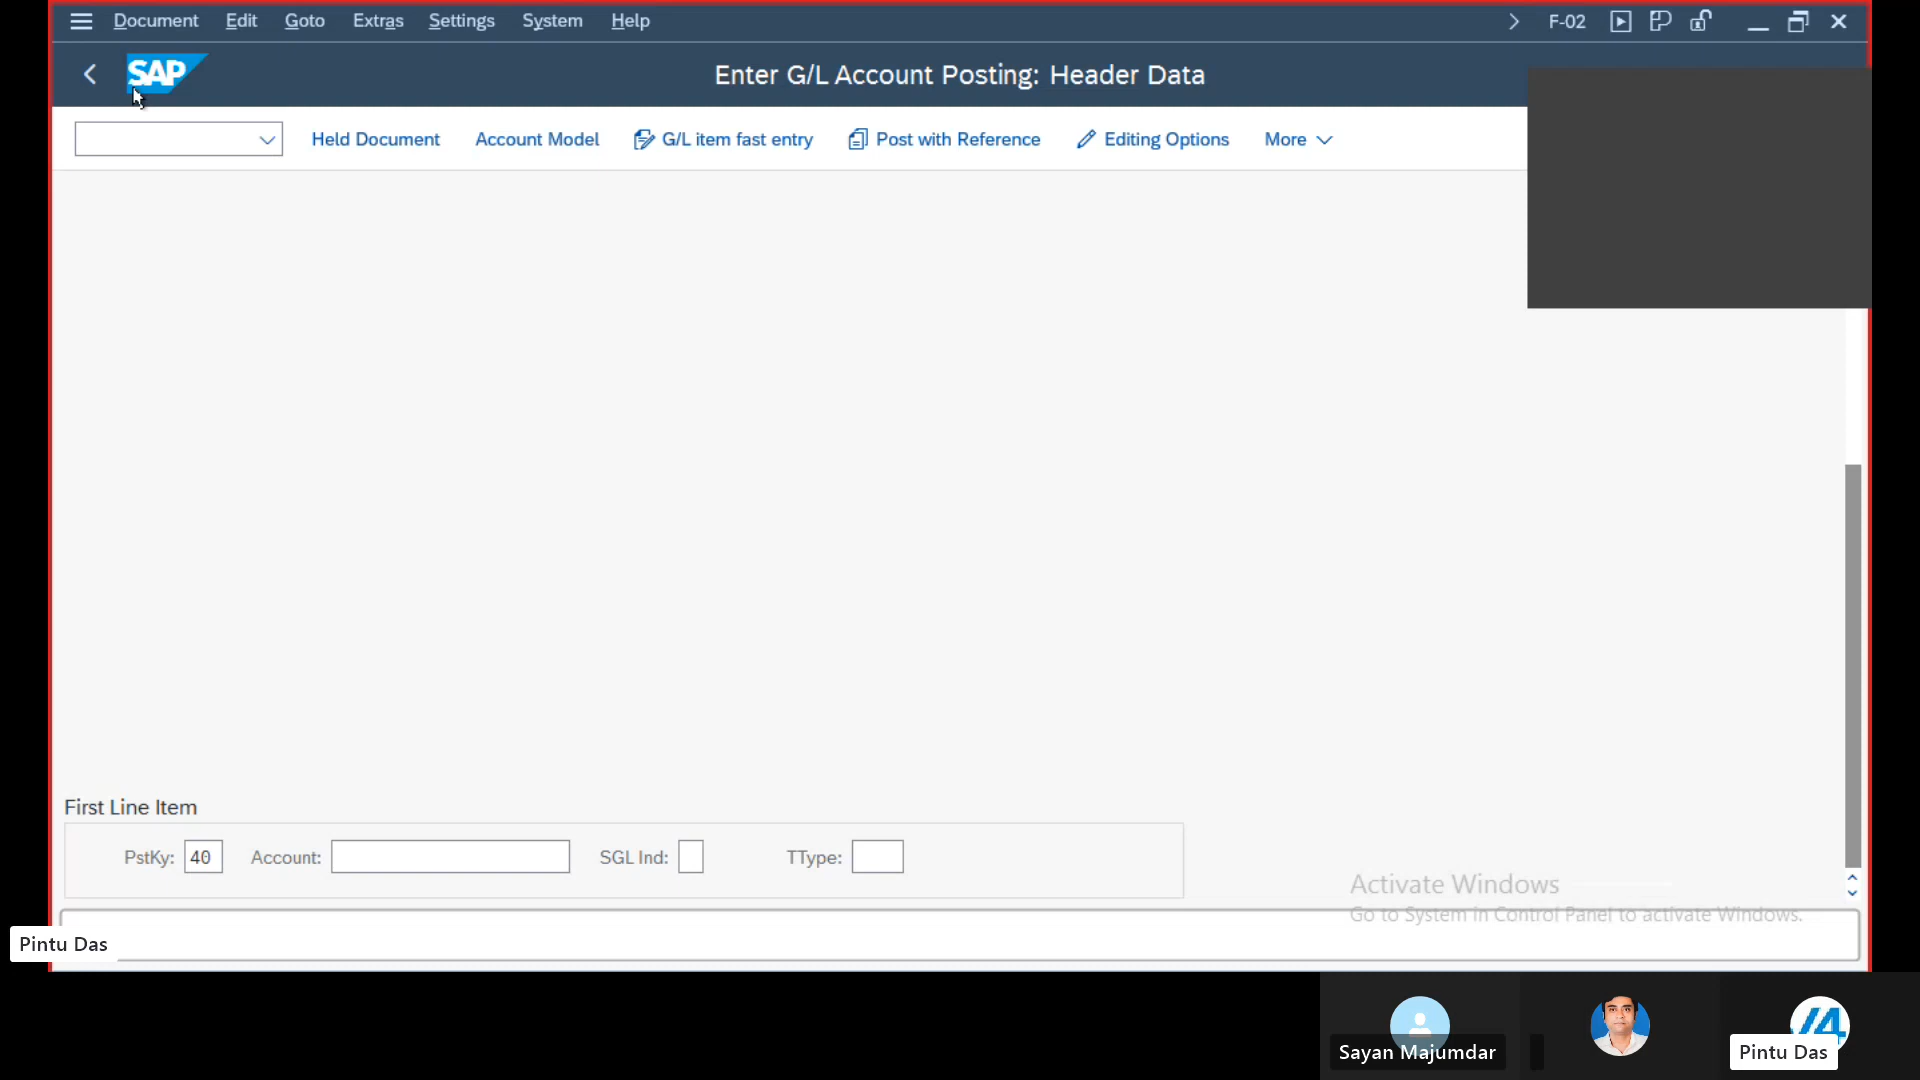 Document Edit Goto Extras Settings System Help F-02
SAP Enter G/L Account Posting: Header Data
Held Document Account Model G/L item fast entry Post with Reference Editing Options More
First Line Item
PstKy: 40 Account: SGL Ind: TType:
Activate Windows
Go to System in Control Panel to activate Windows.
Pintu Das
Sayan Majumdar Pintu Das